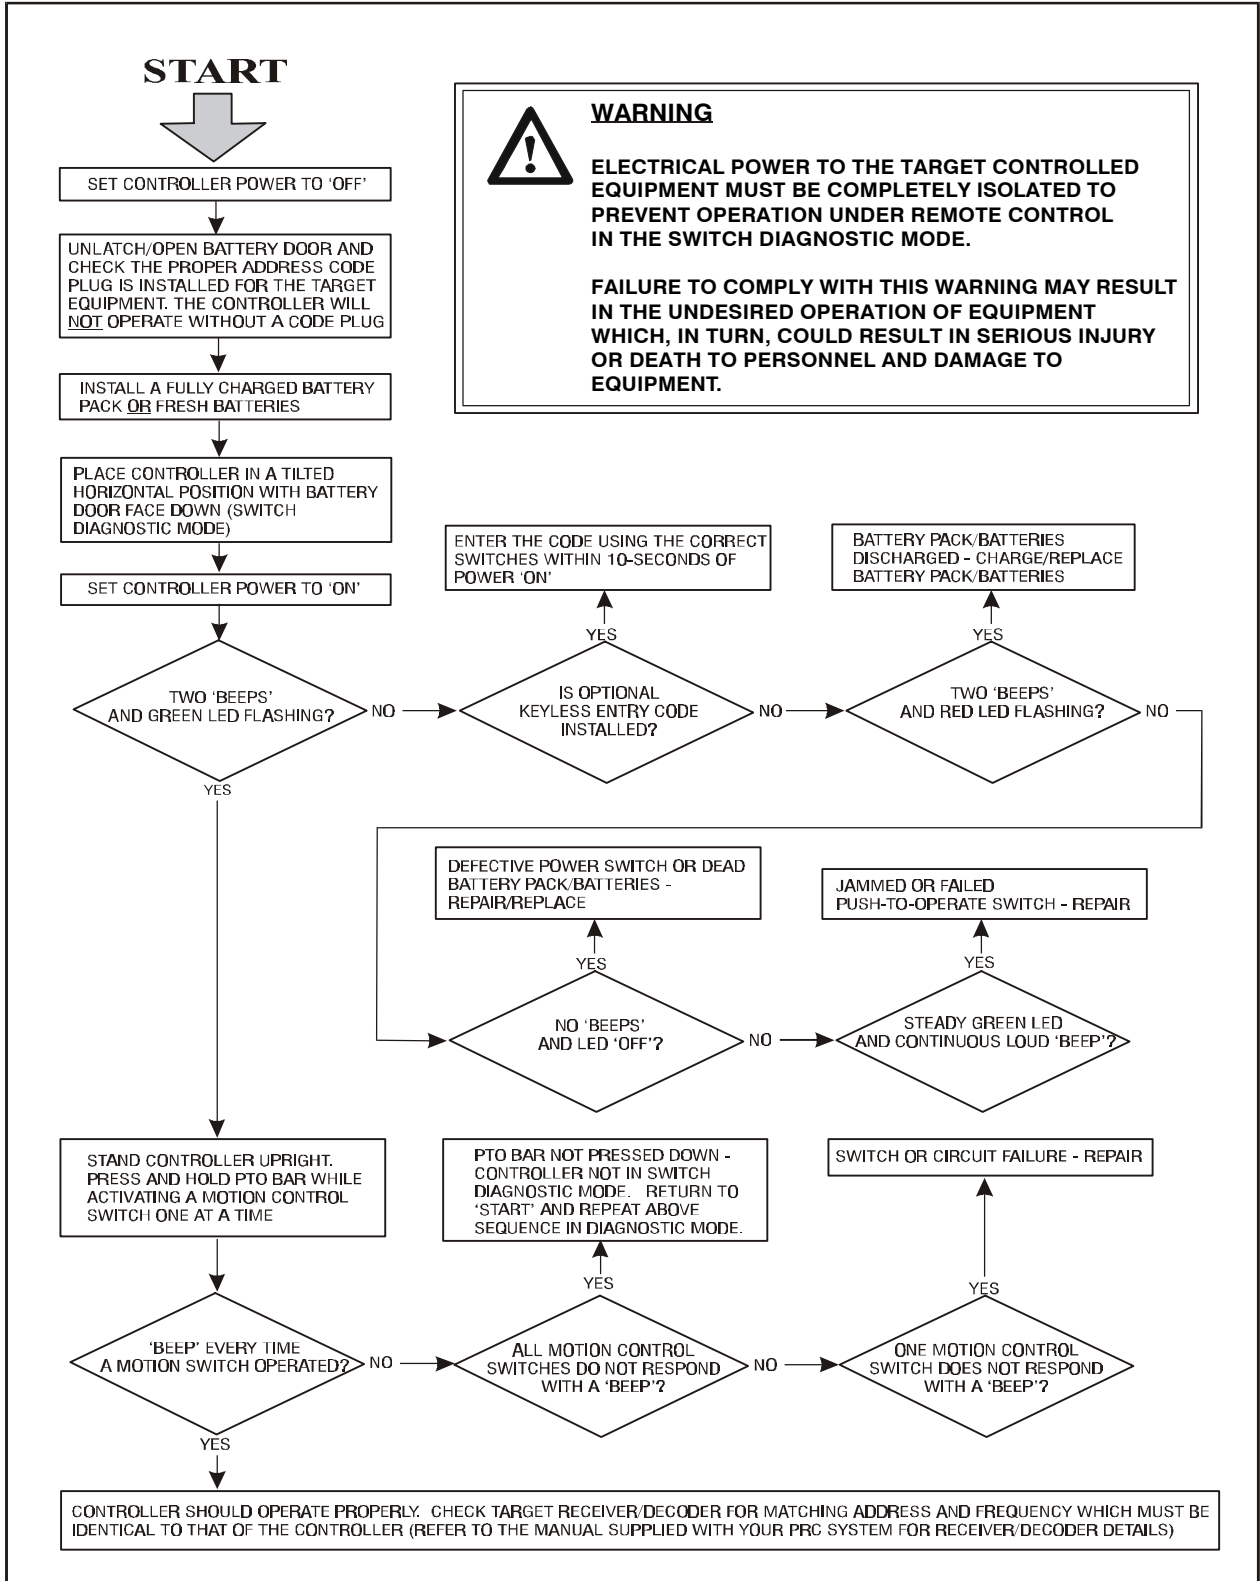 START
WARNING
ELECTRICAL POWER TO THE TARGET CONTROLLED
EQUIPMENT MUST BE COMPLETELY ISOLATED TO
PREVENT OPERATION UNDER REMOTE CONTROL
IN THE SWITCH DIAGNOSTIC MODE.
FAILURE TO COMPLY WITH THIS WARNING MAY RESULT
IN THE UNDESIRED OPERATION OF EQUIPMENT
WHICH, IN TURN, COULD RESULT IN SERIOUS INJURY
OR DEATH TO PERSONNEL AND DAMAGE TO
EQUIPMENT.
SET CONTROLLER POWER TO 'OFF'
UNLATCH/OPEN BATTERY DOOR AND
CHECK THE PROPER ADDRESS CODE
PLUG IS INSTALLED FOR THE TARGET
EQUIPMENT. THE CONTROLLER WILL
NOT OPERATE WITHOUT A CODE PLUG
INSTALL A FULLY CHARGED BATTERY
PACK OR FRESH BATTERIES
PLACE CONTROLLER IN A TILTED
HORIZONTAL POSITION WITH BATTERY
DOOR FACE DOWN (SWITCH
DIAGNOSTIC MODE)
SET CONTROLLER POWER TO 'ON'
ENTER THE CODE USING THE CORRECT
SWITCHES WITHIN 10-SECONDS OF
POWER 'ON'
BATTERY PACK/BATTERIES
DISCHARGED - CHARGE/REPLACE
BATTERY PACK/BATTERIES
YES
YES
TWO 'BEEPS'
AND GREEN LED FLASHING?
NO
IS OPTIONAL
KEYLESS ENTRY CODE
INSTALLED?
NO
TWO 'BEEPS'
AND RED LED FLASHING?
NO
YES
DEFECTIVE POWER SWITCH OR DEAD
BATTERY PACK/BATTERIES -
REPAIR/REPLACE
JAMMED OR FAILED
PUSH-TO-OPERATE SWITCH - REPAIR
YES
YES
NO 'BEEPS'
AND LED 'OFF'?
NO
STEADY GREEN LED
AND CONTINUOUS LOUD 'BEEP'?
STAND CONTROLLER UPRIGHT.
PRESS AND HOLD PTO BAR WHILE
ACTIVATING A MOTION CONTROL
SWITCH ONE AT A TIME
PTO BAR NOT PRESSED DOWN -
CONTROLLER NOT IN SWITCH
DIAGNOSTIC MODE. RETURN TO
'START' AND REPEAT ABOVE
SEQUENCE IN DIAGNOSTIC MODE.
SWITCH OR CIRCUIT FAILURE - REPAIR
YES
YES
'BEEP' EVERY TIME
A MOTION SWITCH OPERATED?
NO
ALL MOTION CONTROL
SWITCHES DO NOT RESPOND
WITH A 'BEEP'?
NO
ONE MOTION CONTROL
SWITCH DOES NOT RESPOND
WITH A 'BEEP'?
YES
CONTROLLER SHOULD OPERATE PROPERLY. CHECK TARGET RECEIVER/DECODER FOR MATCHING ADDRESS AND FREQUENCY WHICH MUST BE
IDENTICAL TO THAT OF THE CONTROLLER (REFER TO THE MANUAL SUPPLIED WITH YOUR PRC SYSTEM FOR RECEIVER/DECODER DETAILS)